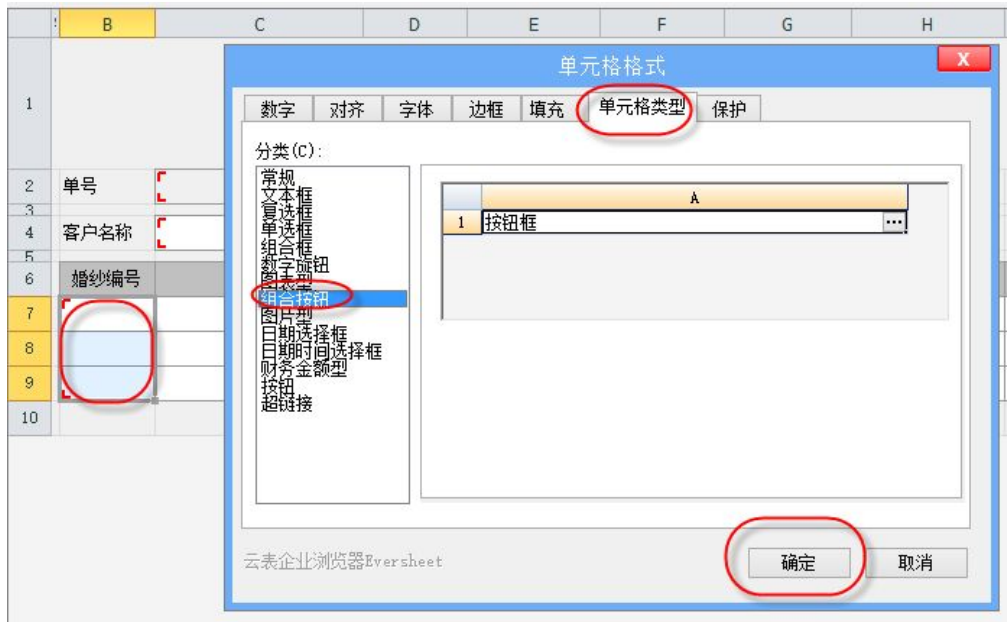 B C D E F G H
单元格格式 X
1
数字 对齐 字体 边框 填充 单元格类型 保护
分类(C):
常规
文本框
复选框
单选框
组合框
数字旋钮
图表型
组合按钮
图片型
日期选择框
日期时间选择框
财务金额型
按钮
超链接
A
1 按钮框 ...
2 单号
3
4 客户名称
5
6 婚纱编号
7
8
9
10
云表企业浏览器Eversheet
确定 取消